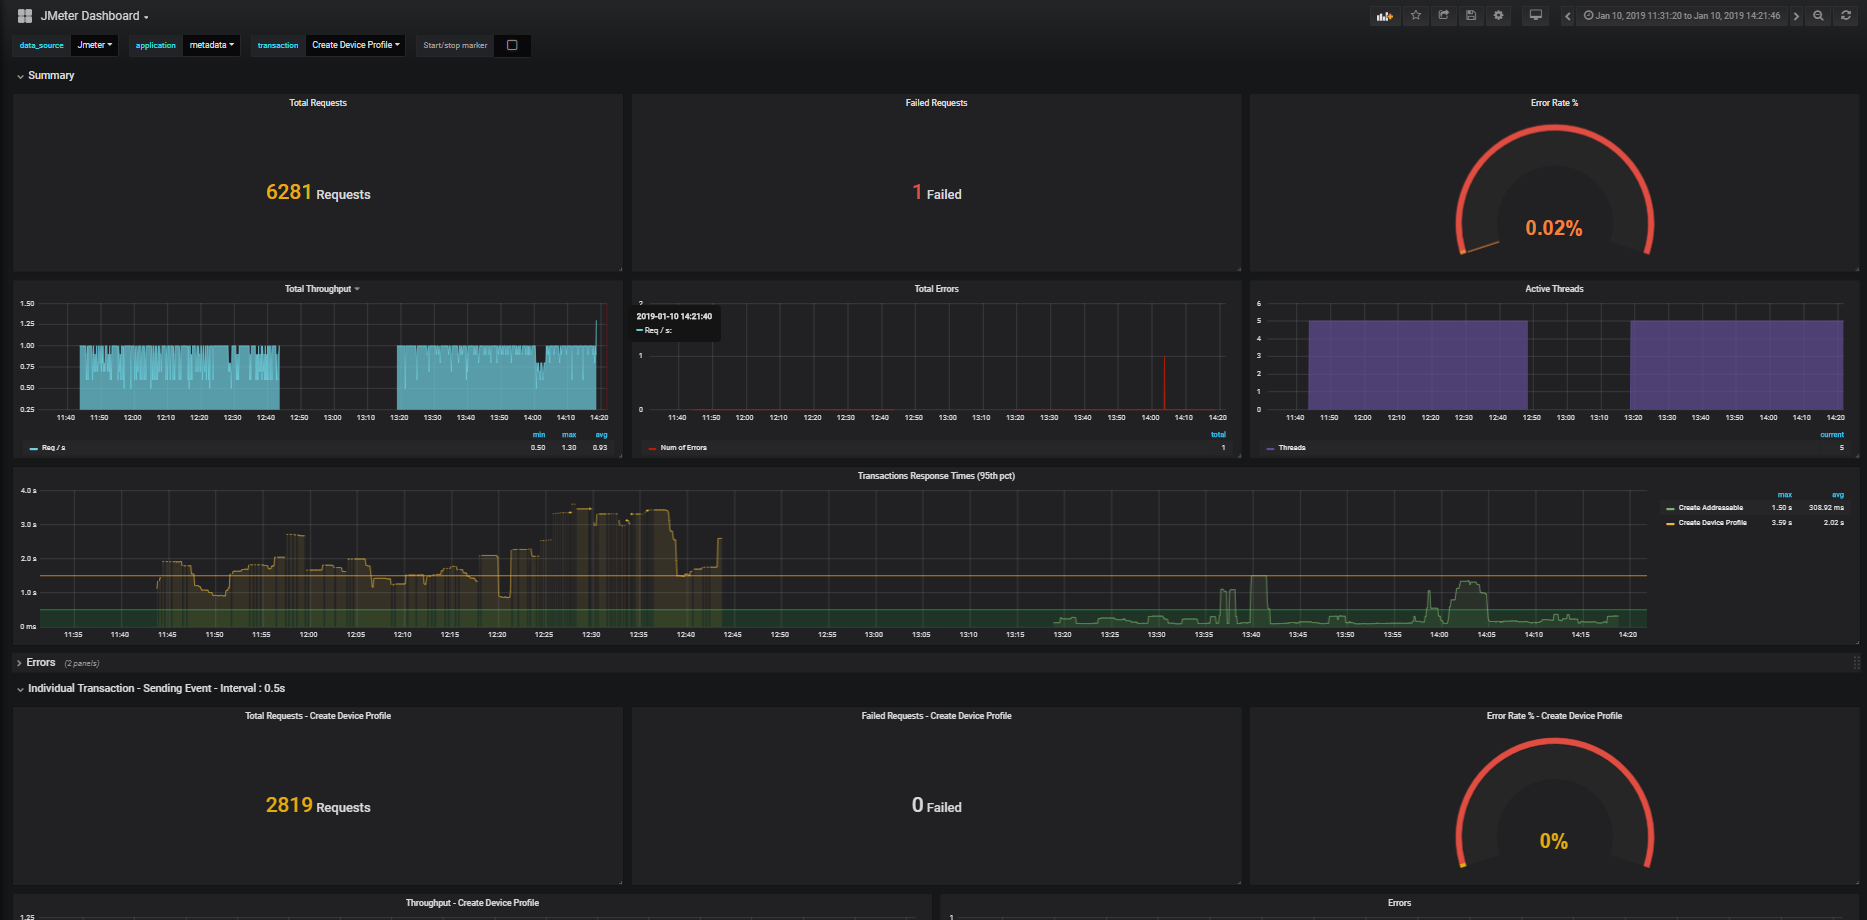 JMeter Dashboard
Jan 10, 2019 11:31:20 to Jan 10, 2019 14:21:46
data_source Jmeter application metadata transaction Create Device Profile Start/stop marker
Summary
Total Requests
6281 Requests
Failed Requests
1 Failed
Error Rate %
0.02%
Total Throughput
1.50
1.25
1.00
0.75
0.50
0.25
11:40 11:50 12:00 12:10 12:20 12:30 12:40 12:50 13:00 13:10 13:20 13:30 13:40 13:50 14:00 14:10 14:20
min max avg
Req / s 0.50 1.30 0.93
Total Errors
2
2019-01-10 14:21:40
Req / s:
1
0
11:40 11:50 12:00 12:10 12:20 12:30 12:40 12:50 13:00 13:10 13:20 13:30 13:40 13:50 14:00 14:10 14:20
total
Num of Errors 1
Active Threads
6
5
4
3
2
1
0
11:40 11:50 12:00 12:10 12:20 12:30 12:40 12:50 13:00 13:10 13:20 13:30 13:40 13:50 14:00 14:10 14:20
current
Threads 5
Transactions Response Times (95th pct)
4.0 s
3.0 s
2.0 s
1.0 s
0 ms
11:35 11:40 11:45 11:50 11:55 12:00 12:05 12:10 12:15 12:20 12:25 12:30 12:35 12:40 12:45 12:50 12:55 13:00 13:05 13:10 13:15 13:20 13:25 13:30 13:35 13:40 13:45 13:50 13:55 14:00 14:05 14:10 14:15 14:20
max avg
Create Addressable 1.50 s 308.92 ms
Create Device Profile 3.59 s 2.02 s
Errors (2 panels)
Individual Transaction - Sending Event - Interval : 0.5s
Total Requests - Create Device Profile
2819 Requests
Failed Requests - Create Device Profile
0 Failed
Error Rate % - Create Device Profile
0%
Throughput - Create Device Profile
1.25
Errors
1